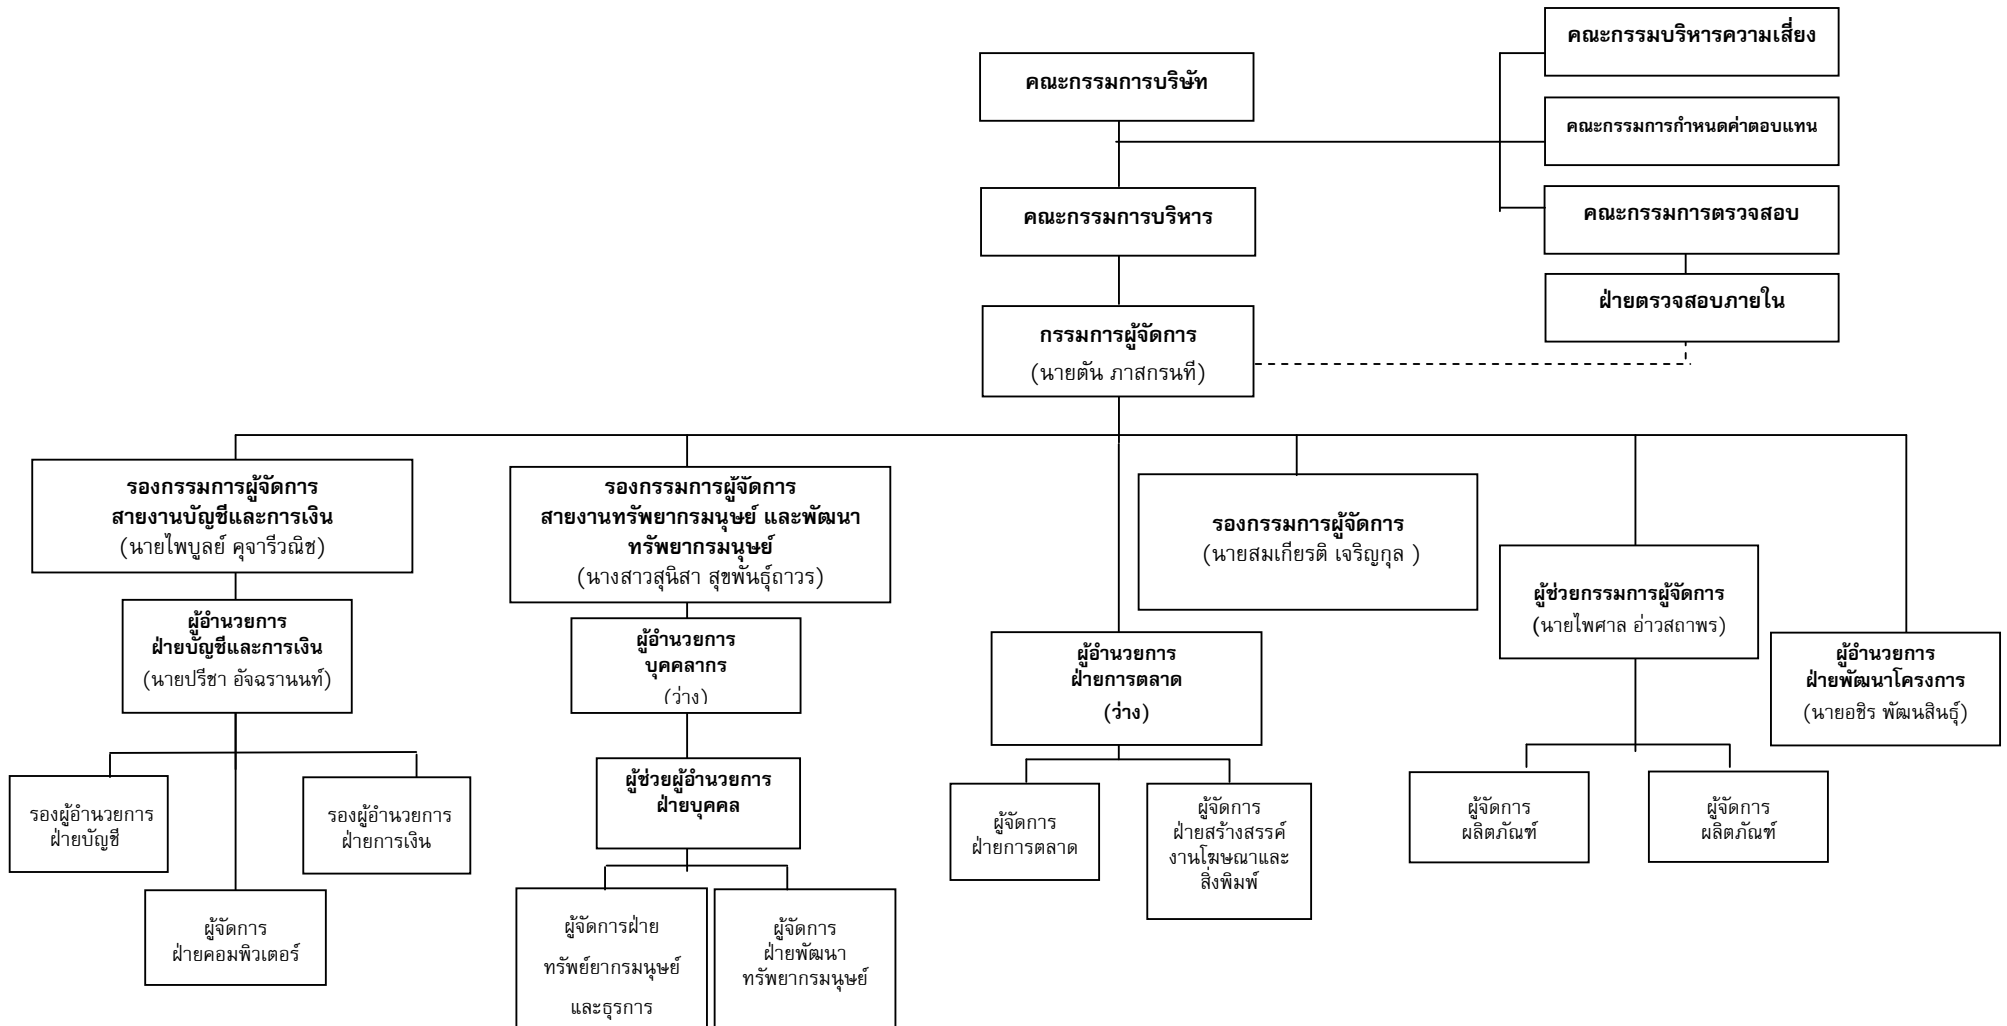 คณะกรรมบริหารความเสี่ยง
คณะกรรมการบริษัท
คณะกรรมการกำหนดค่าตอบแทน
คณะกรรมการบริหาร
คณะกรรมการตรวจสอบ
ฝ่ายตรวจสอบภายใน
กรรมการผู้จัดการ
(นายตัน ภาสกรนที)
รองกรรมการผู้จัดการ
สายงานบัญชีและการเงิน
(นายไพบูลย์ คุจารีวณิช)
รองกรรมการผู้จัดการ
สายงานทรัพยากรมนุษย์ และพัฒนา
ทรัพยากรมนุษย์
(นางสาวสุนิสา สุขพันธุ์ถาวร)
รองกรรมการผู้จัดการ
(นายสมเกียรติ เจริญกุล )
ผู้ช่วยกรรมการผู้จัดการ
(นายไพศาล อ่าวสถาพร)
ผู้อำนวยการ
ฝ่ายบัญชีและการเงิน
(นายปรีชา อัจฉรานนท์)
ผู้อำนวยการ
บุคคลากร
(ว่าง)
ผู้อำนวยการ
ฝ่ายการตลาด
(ว่าง)
ผู้อำนวยการ
ฝ่ายพัฒนาโครงการ
(นายอชิร พัฒนสินธุ์)
รองผู้อำนวยการ
ฝ่ายบัญชี
รองผู้อำนวยการ
ฝ่ายการเงิน
ผู้ช่วยผู้อำนวยการ
ฝ่ายบุคคล
ผู้จัดการ
ฝ่ายการตลาด
ผู้จัดการ
ฝ่ายสร้างสรรค์
งานโฆษณาและ
สิ่งพิมพ์
ผู้จัดการ
ผลิตภัณฑ์
ผู้จัดการ
ผลิตภัณฑ์
ผู้จัดการ
ฝ่ายคอมพิวเตอร์
ผู้จัดการฝ่าย
ทรัพย์ยากรมนุษย์
และธุรการ
ผู้จัดการ
ฝ่ายพัฒนา
ทรัพยากรมนุษย์